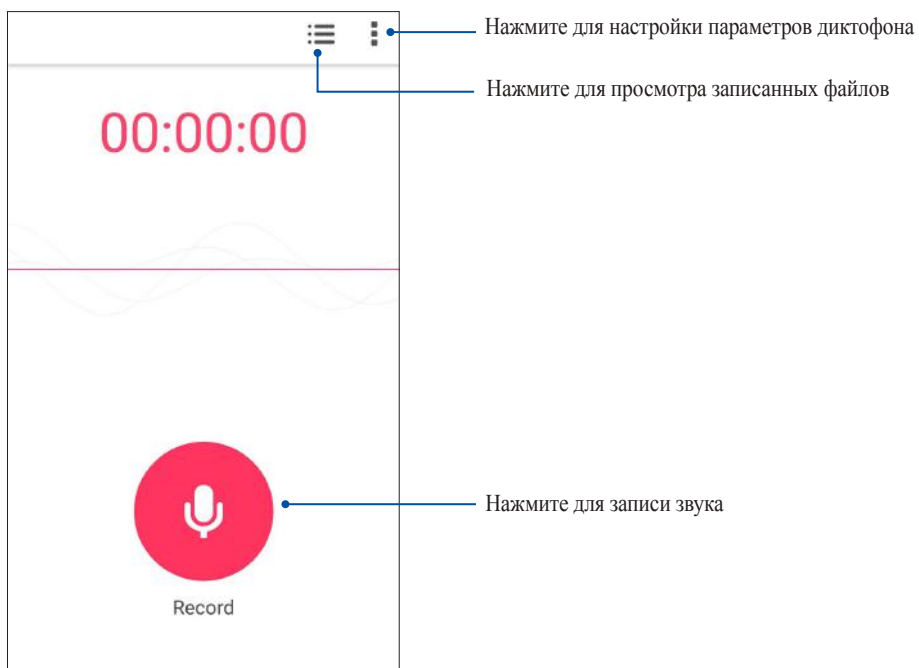 Нажмите для настройки параметров диктофона
Нажмите для просмотра записанных файлов
00:00:00
Нажмите для записи звука
Record